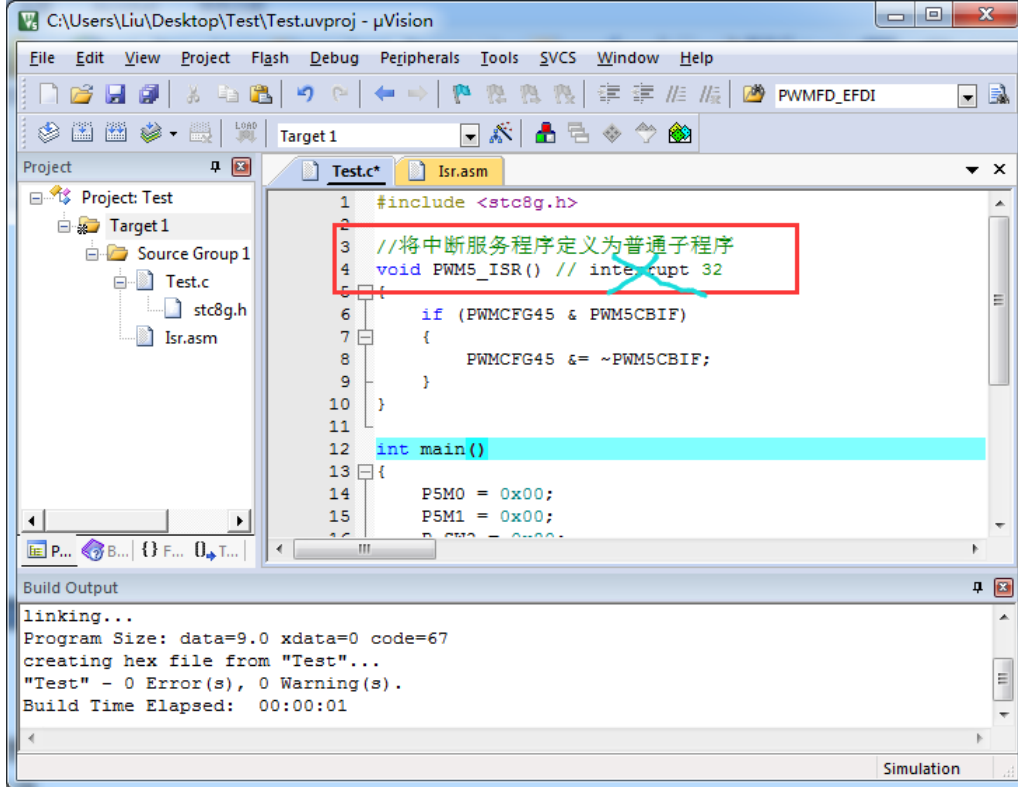 C:\Users\Liu\Desktop\Test\Test.uvproj - µVision
File Edit View Project Flash Debug Peripherals Tools SVCS Window Help
PWMFD_EFDI
LOAD
Target 1
Project
Test.c*
Isr.asm
Project: Test
Target 1
Source Group 1
Test.c
stc8g.h
Isr.asm
1 #include <stc8g.h>
2
3 //将中断服务程序定义为普通子程序
4 void PWM5_ISR() // interrupt 32
5 {
6 if (PWMCFG45 & PWM5CBIF)
7 {
8 PWMCFG45 &= ~PWM5CBIF;
9 }
10 }
11
12 int main()
13 {
14 P5M0 = 0x00;
15 P5M1 = 0x00;
P... B... {} F... 0 T...
Build Output
linking...
Program Size: data=9.0 xdata=0 code=67
creating hex file from "Test"...
"Test" - 0 Error(s), 0 Warning(s).
Build Time Elapsed: 00:00:01
Simulation